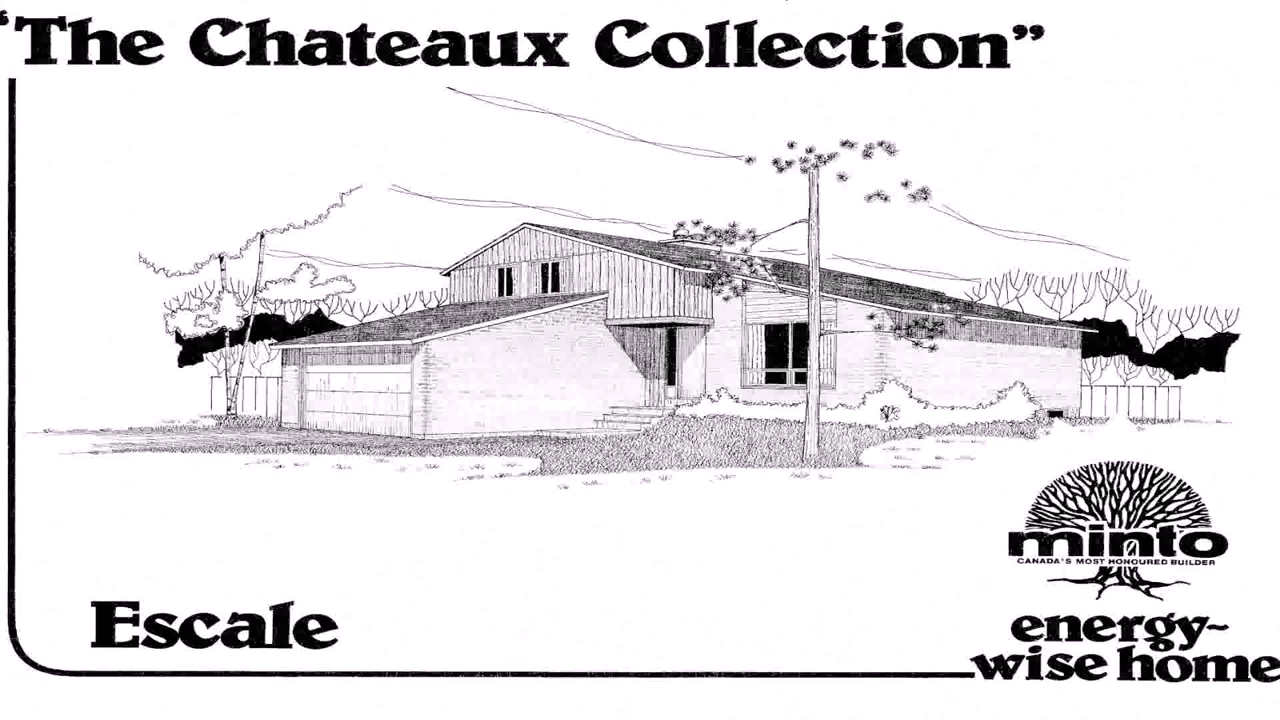 "The Chateaux Collection"
minto
CANADA'S MOST HONOURED BUILDER
Escale
energy-
wise home